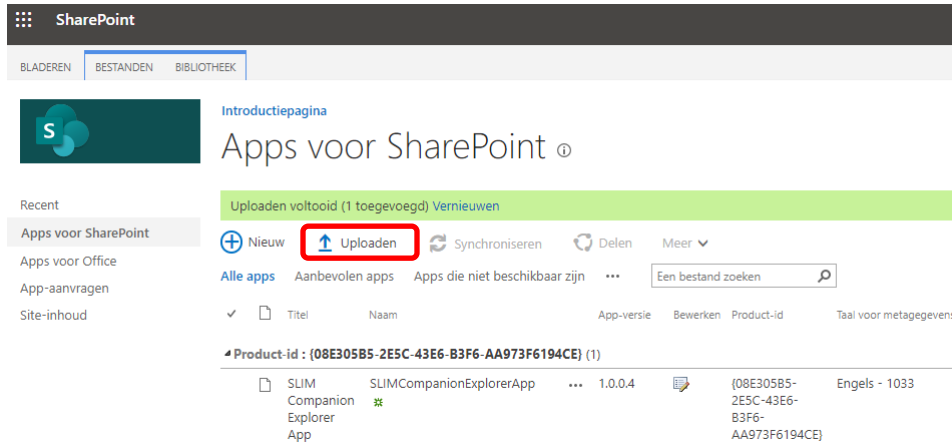 SharePoint
BLADEREN BESTANDEN BIBLIOTHEEK
S
Introductiepagina
Apps voor SharePoint
Uploaden voltooid (1 toegevoegd) Vernieuwen
Recent
Apps voor SharePoint
Apps voor Office
App-aanvragen
Site-inhoud
Nieuw Uploaden Synchroniseren Delen Meer
Alle apps Aanbevolen apps Apps die niet beschikbaar zijn ••• Een bestand zoeken
Titel Naam App-versie Bewerken Product-id Taal voor metagegevens
Product-id : {08E305B5-2E5C-43E6-B3F6-AA973F6194CE} (1)
SLIM Companion Explorer App
SLIMCompanionExplorerApp ••• 1.0.0.4
{08E305B5-
2E5C-43E6-
B3F6-
AA973F6194CE}
Engels - 1033